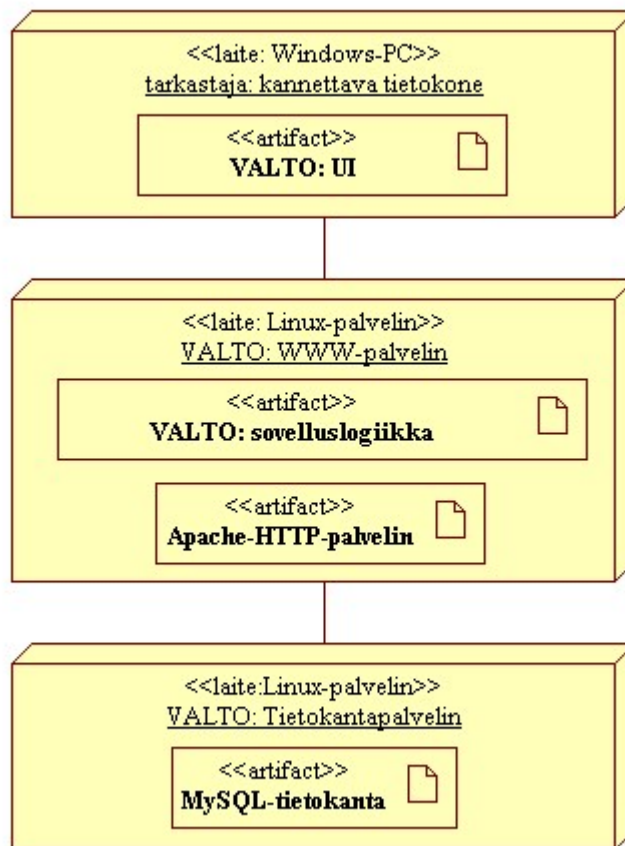 <<laite: Windows-PC>>
tarkastaja: kannettava tietokone
<<artifact>>
VALTO: UI
<<laite: Linux-palvelin>>
VALTO: WWW-palvelin
<<artifact>>
VALTO: sovelluslogiikka
<<artifact>>
Apache-HTTP-palvelin
<<laite:Linux-palvelin>>
VALTO: Tietokantapalvelin
<<artifact>>
MySQL-tietokanta